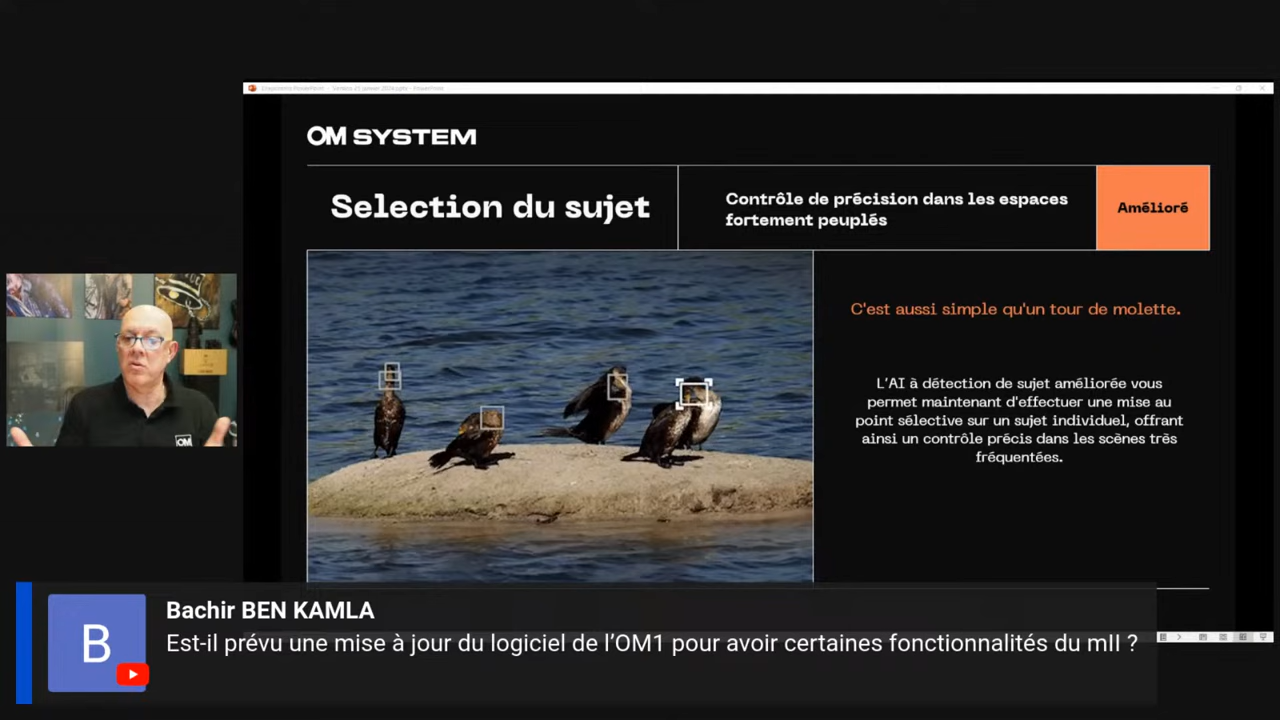 OM SYSTEM
Selection du sujet
Contrôle de précision dans les espaces
fortement peuplés
Amélioré
C'est aussi simple qu'un tour de molette.
L'AI à détection de sujet améliorée vous
permet maintenant d'effectuer une mise au
point sélective sur un sujet individuel, offrant
ainsi un contrôle précis dans les scènes très
fréquentées.
OM
B
Bachir BEN KAMLA
Est-il prévu une mise à jour du logiciel de l’OM1 pour avoir certaines fonctionnalités du mII ?